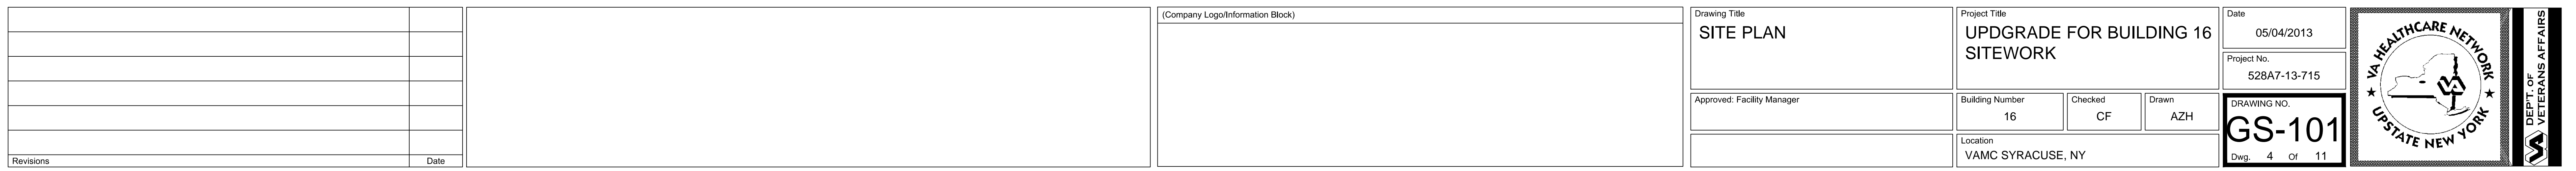 Revisions
Date
(Company Logo/Information Block)
Drawing Title
SITE PLAN
Approved: Facility Manager
Project Title
UPDGRADE FOR BUILDING 16
SITEWORK
Building Number
16
Checked
CF
Drawn
AZH
Location
VAMC SYRACUSE, NY
Date
05/04/2013
Project No.
528A7-13-715
DRAWING NO.
GS-101
Dwg. 4 Of 11
VA HEALTHCARE NETWORK
VA
UPSTATE NEW YORK
DEP'T. OF
VETERANS AFFAIRS